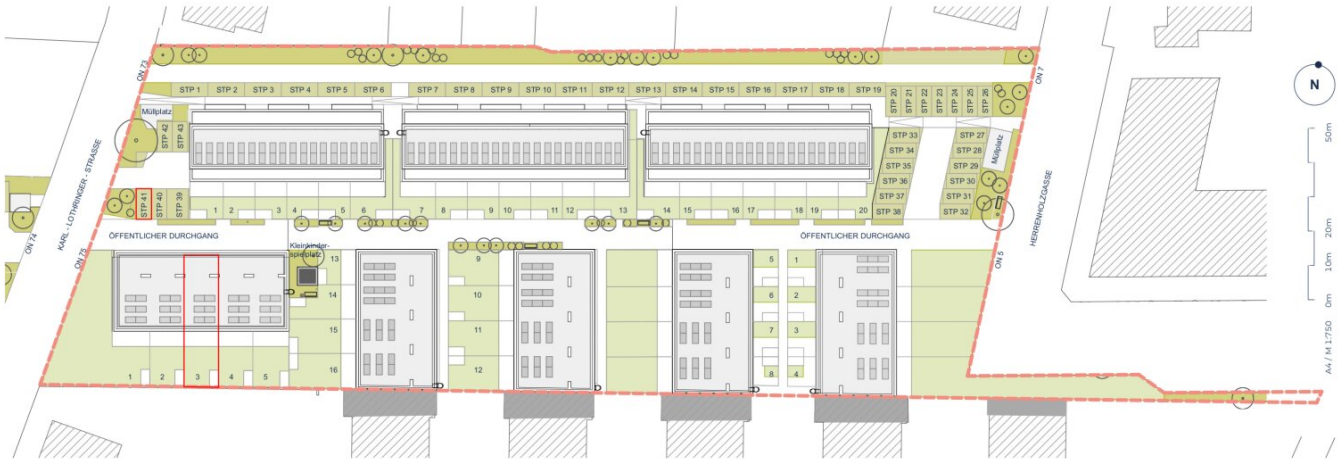 ON 73
STP 1 STP 2 STP 3 STP 4 STP 5 STP 6 STP 7 STP 8 STP 9 STP 10 STP 11 STP 12 STP 13 STP 14 STP 15 STP 16 STP 17 STP 18 STP 19 STP 20 STP 21 STP 22 STP 23 STP 24 STP 25 STP 26
ON 7
N
Müllplatz
STP 42
STP 43
STP 33
STP 34
STP 35
STP 36
STP 37
STP 38
STP 27
STP 28
STP 29
STP 30
STP 31
STP 32
Müllplatz
KARL - LOTHRINGER - STRASSE
HERRENHOLZGASSE
STP 41
STP 40
STP 39
1 2 3 4 5 6 7 8 9 10 11 12 13 14 15 16 17 18 19 20
ON 74
ON 75
ÖFFENTLICHER DURCHGANG
ÖFFENTLICHER DURCHGANG
ON 5
Kleinkinder-
spielplatz
13
14
15
16
9
10
11
12
5 1
6 2
7 3
8 4
1 2 3 4 5
50m
20m
10m
0m
A4 / M 1:750